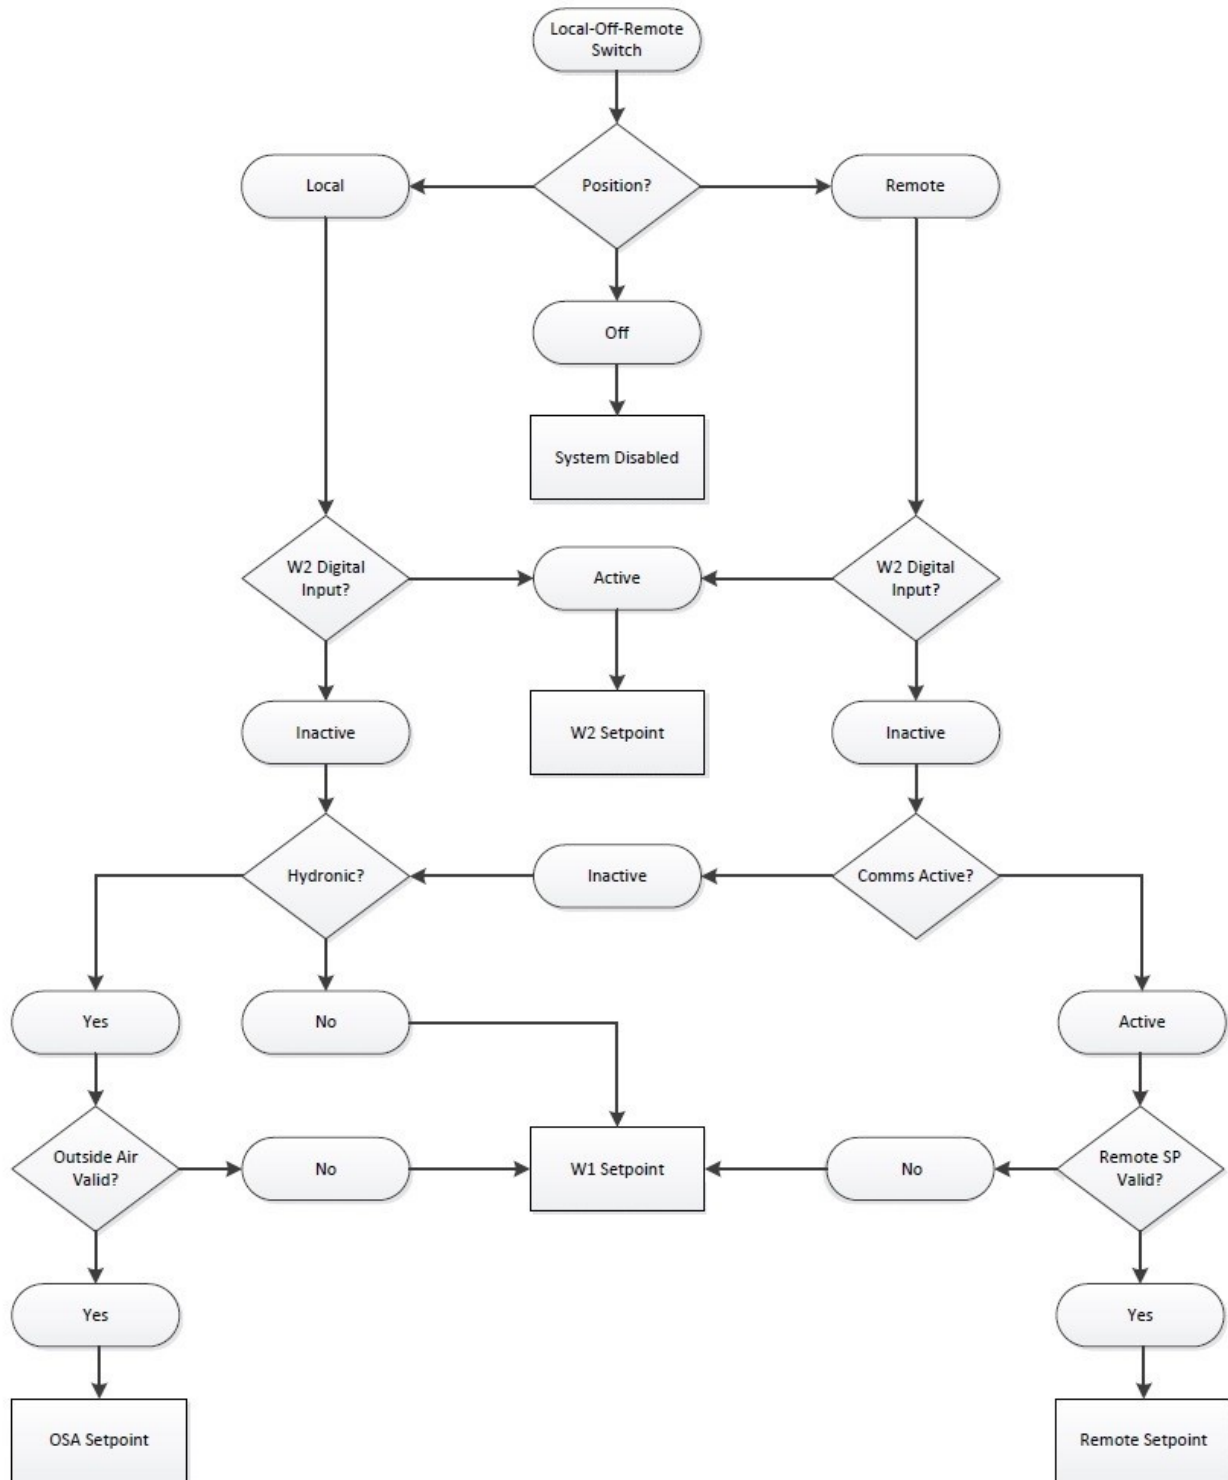 Local-Off-Remote
Switch
Local
Position?
Remote
Off
System Disabled
W2 Digital
Input?
Active
W2 Digital
Input?
Inactive
W2 Setpoint
Inactive
Hydronic?
Inactive
Comms Active?
Yes
No
Active
Outside Air
Valid?
No
W1 Setpoint
No
Remote SP
Valid?
Yes
Yes
OSA Setpoint
Remote Setpoint